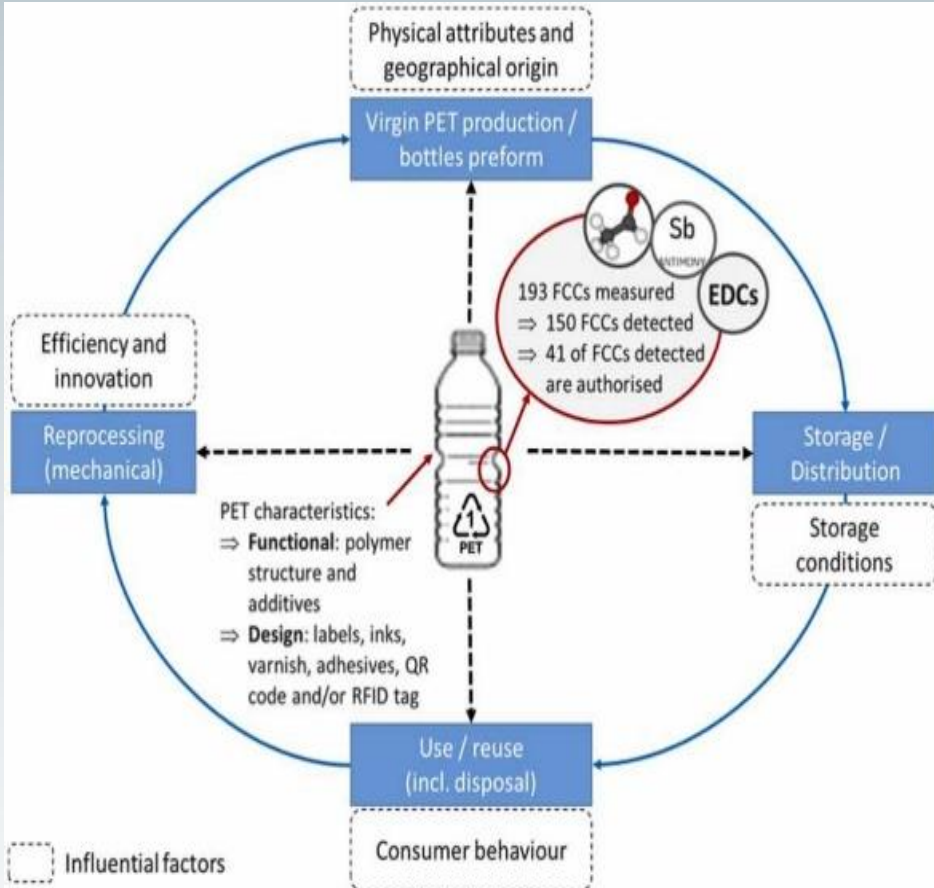 Physical attributes and
geographical origin
Virgin PET production /
bottles preform
Sb
ANTIMONY
EDCs
193 FCCs measured
⇒ 150 FCCs detected
⇒ 41 of FCCs detected
are authorised
Efficiency and
innovation
Reprocessing
(mechanical)
Storage /
Distribution
Storage
conditions
1
PET
PET characteristics:
⇒ Functional: polymer
structure and
additives
⇒ Design: labels, inks,
varnish, adhesives, QR
code and/or RFID tag
Use / reuse
(incl. disposal)
Consumer behaviour
Influential factors